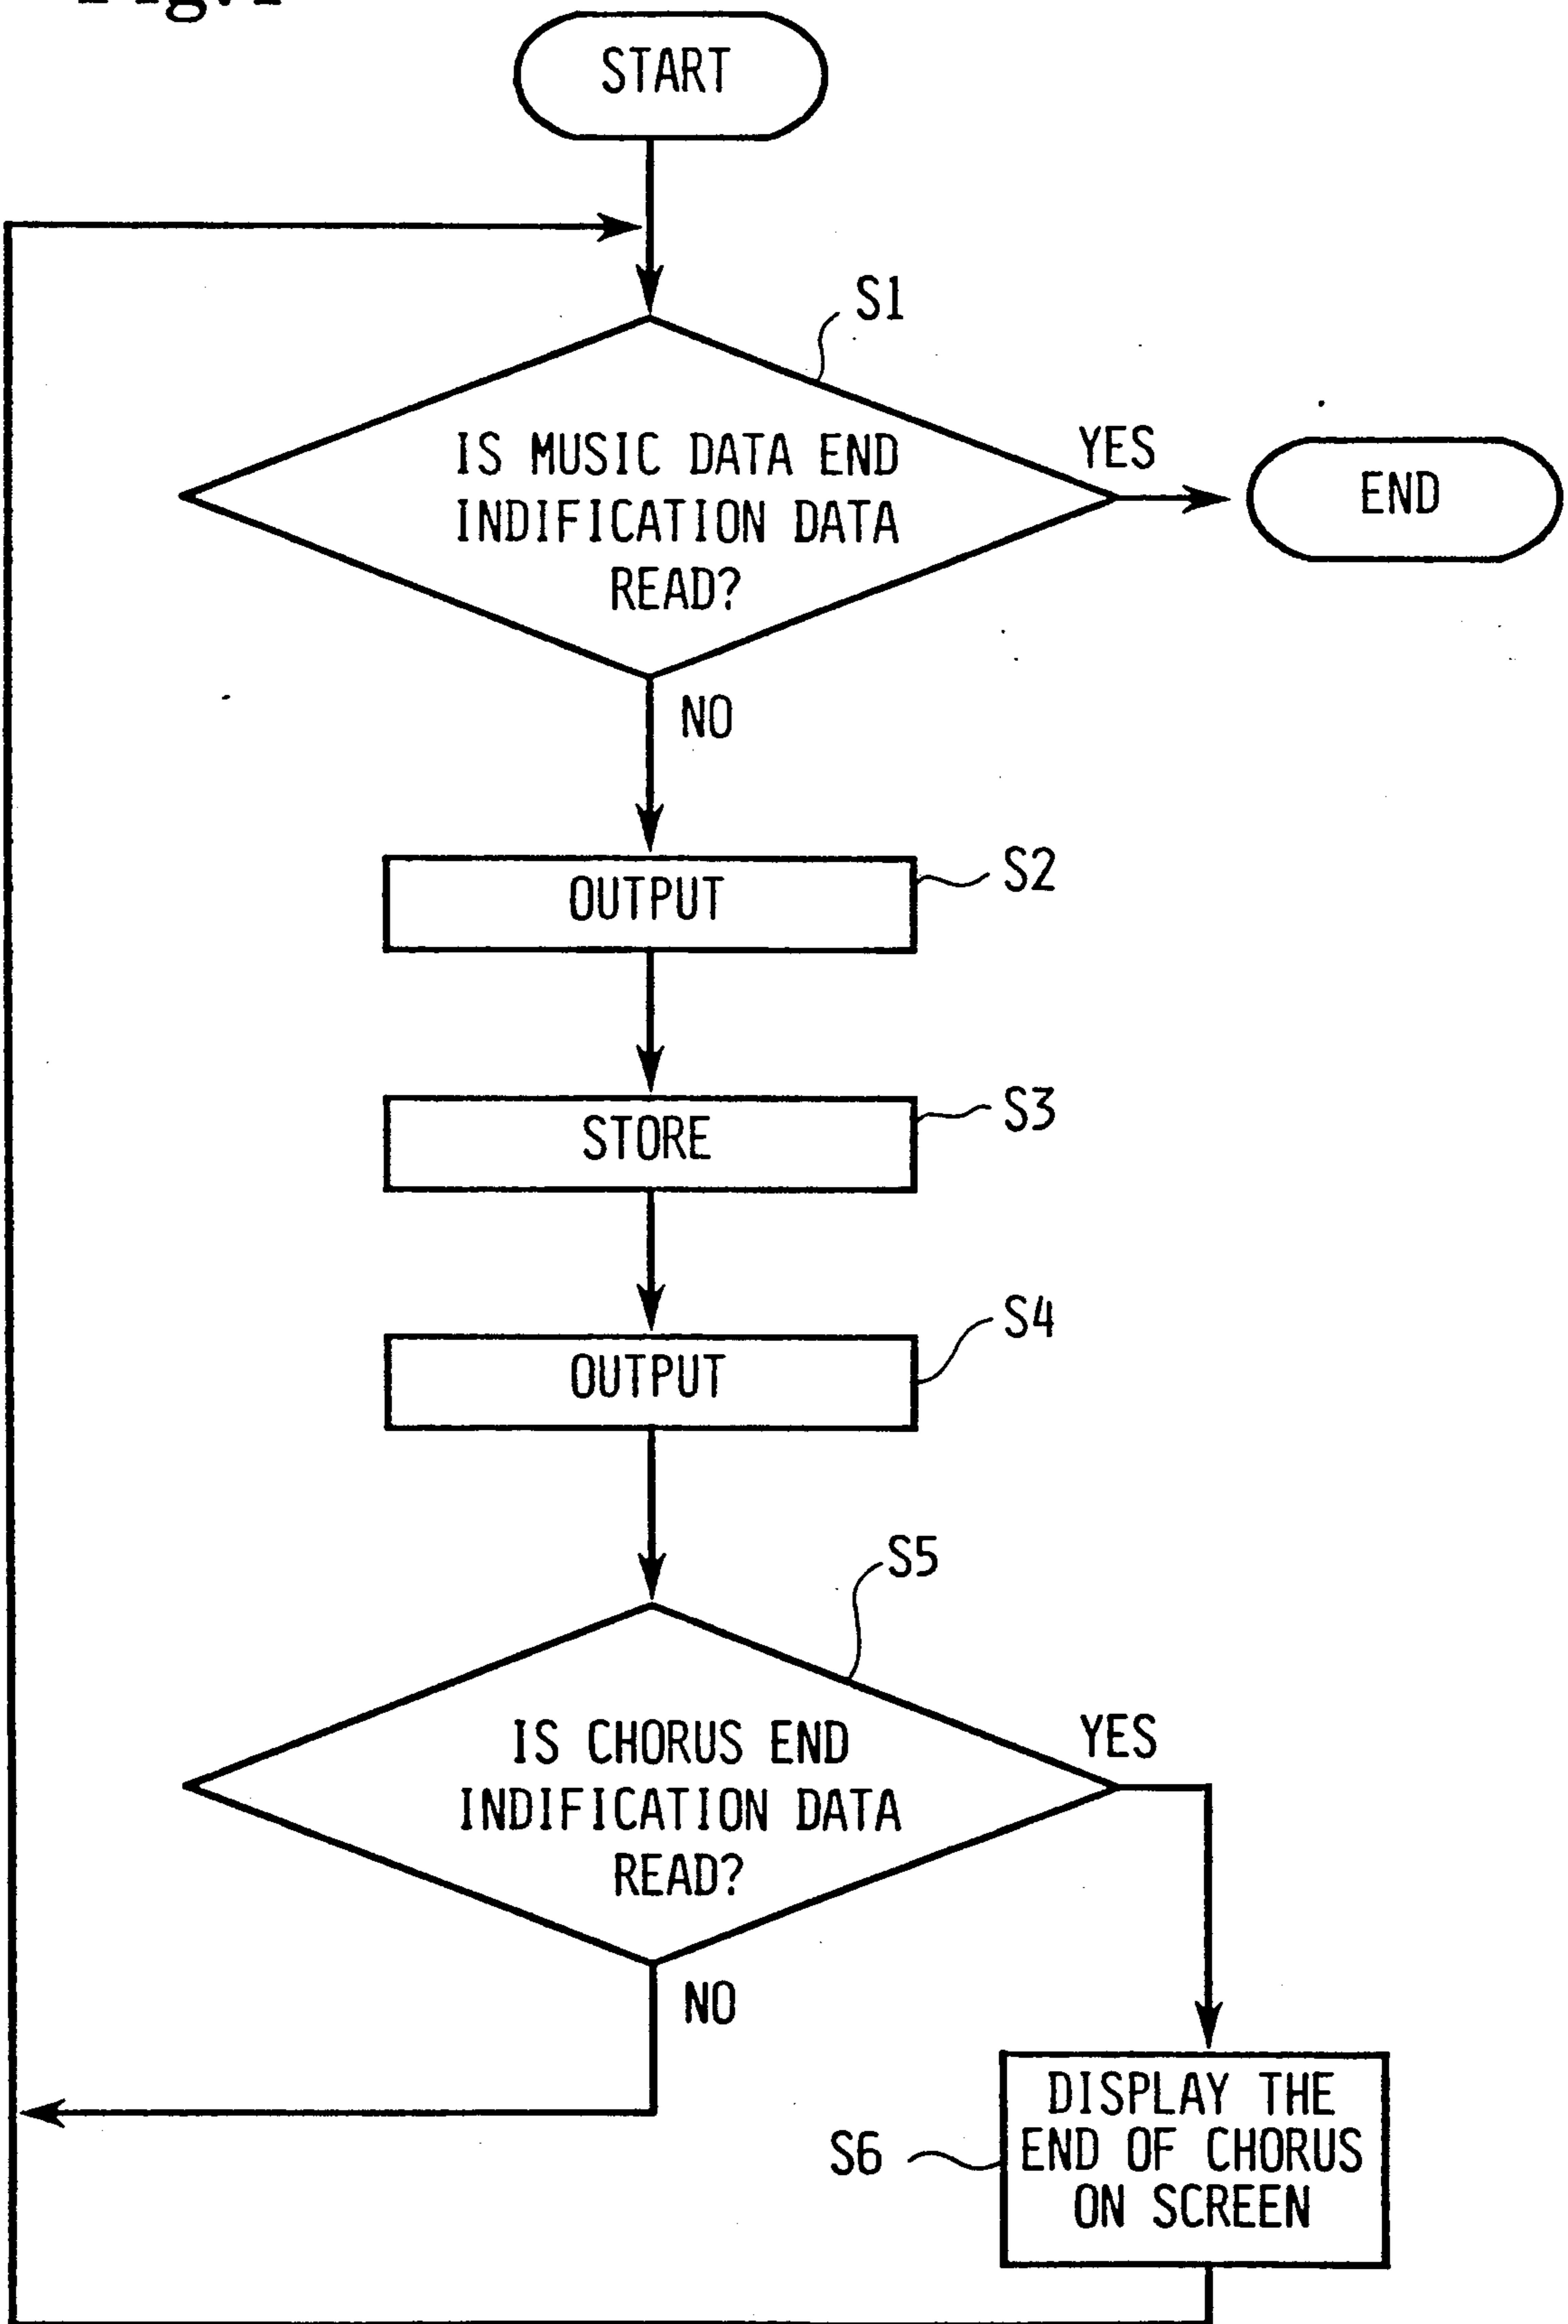 START
S1
IS MUSIC DATA END
INDIFICATION DATA
READ?
YES
END
NO
OUTPUT
S2
STORE
S3
OUTPUT
S4
S5
IS CHORUS END
INDIFICATION DATA
READ?
YES
NO
DISPLAY THE
END OF CHORUS
ON SCREEN
S6